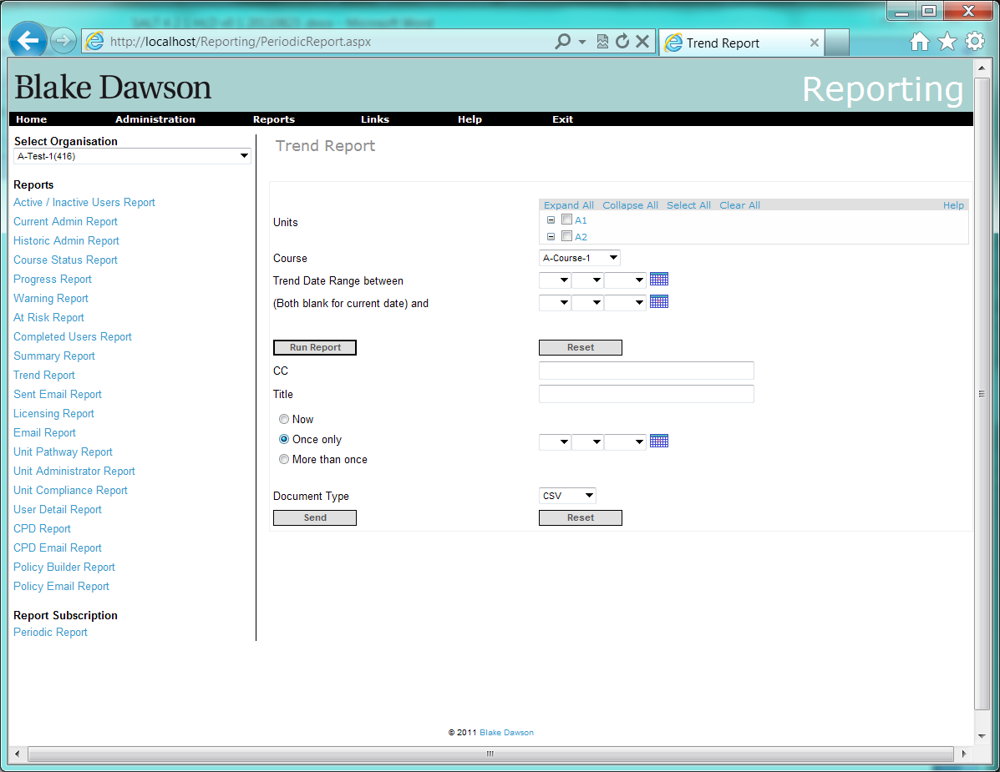 http://localhost/Reporting/PeriodicReport.aspx
Trend Report
Blake Dawson
Reporting
Home Administration Reports Links Help Exit
Select Organisation
A-Test-1(416)
Reports
Active / Inactive Users Report
Current Admin Report
Historic Admin Report
Course Status Report
Progress Report
Warning Report
At Risk Report
Completed Users Report
Summary Report
Trend Report
Sent Email Report
Licensing Report
Email Report
Unit Pathway Report
Unit Administrator Report
Unit Compliance Report
User Detail Report
CPD Report
CPD Email Report
Policy Builder Report
Policy Email Report
Report Subscription
Periodic Report
Trend Report
Expand All Collapse All Select All Clear All Help
Units
A1
A2
Course A-Course-1
Trend Date Range between
(Both blank for current date) and
Run Report Reset
CC
Title
Now
Once only
More than once
Document Type CSV
Send Reset
© 2011 Blake Dawson